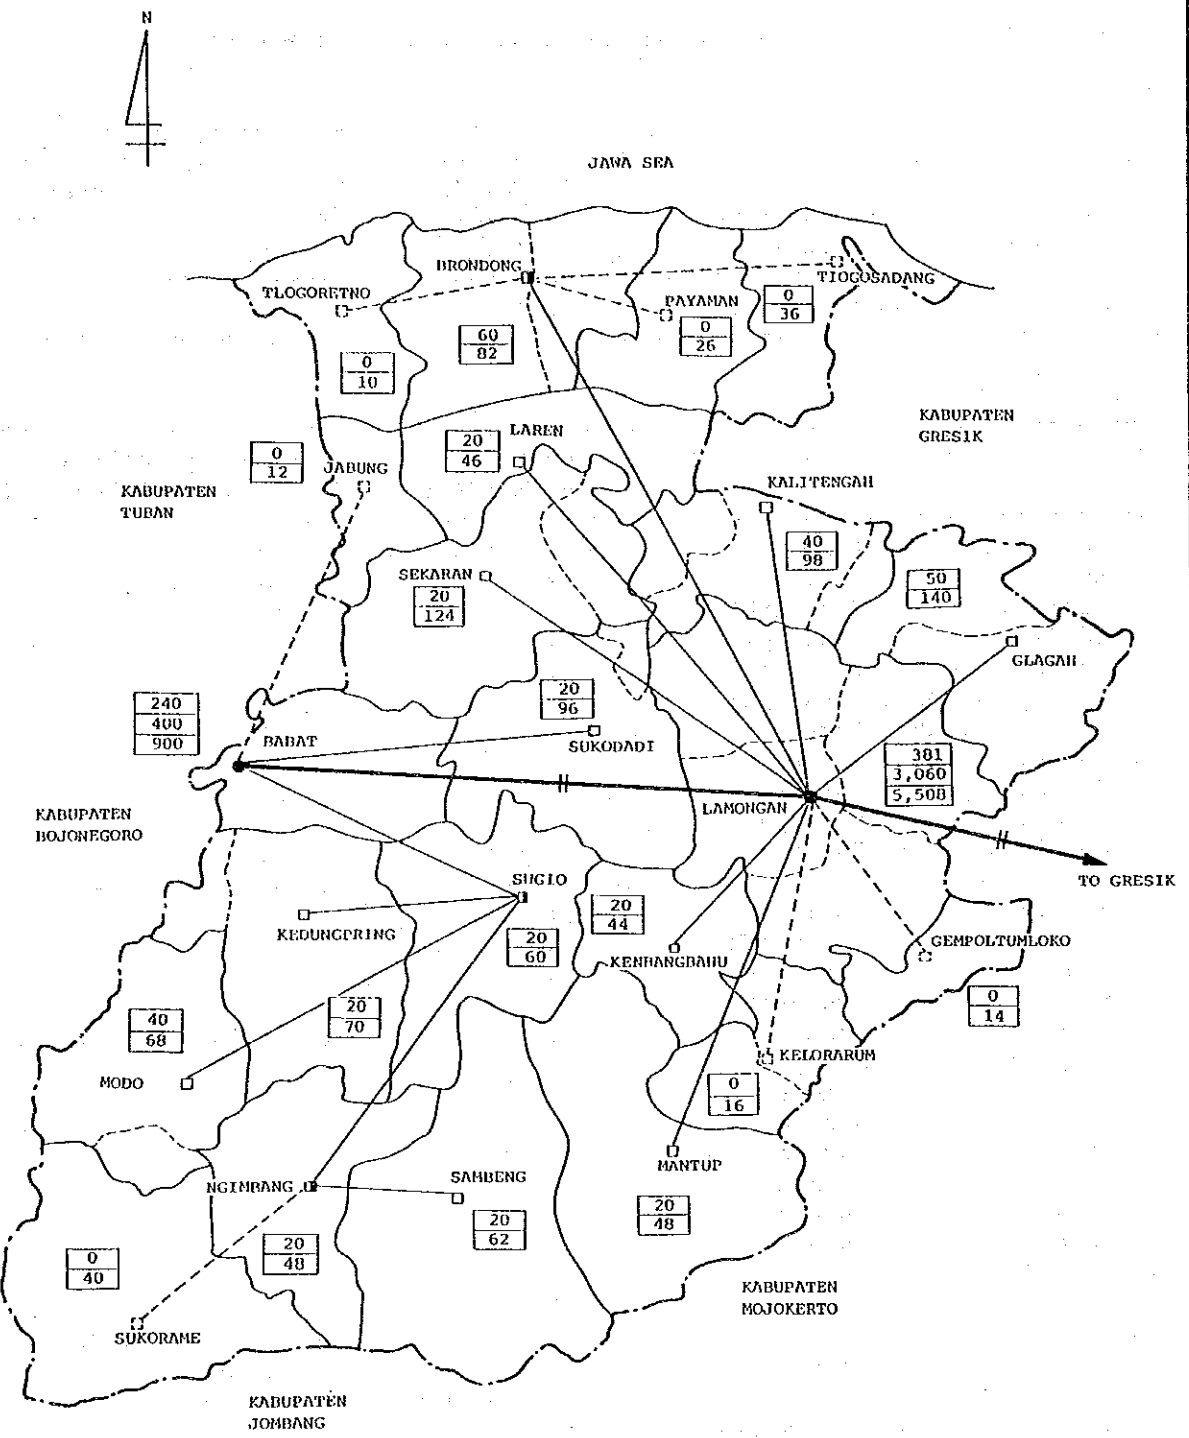 N
JAWA SEA
BRONDONG
TIOGOSADANG
TLOGORETNO
PAYAMAN
0
36
60
82
0
26
0
10
LAREN
KABUPATEN
GRESIK
20
46
0
12
JABUNG
KABUPATEN
TUBAN
KALITENGAH
40
98
SEKARAN
20
124
50
140
GLAGAH
240
400
900
20
96
BABAT
SUKODADI
381
3,060
5,508
LAMONGAN
KABUPATEN
BOJONEGORO
TO GRESIK
SUGIO
KEDUNGPRING
20
60
20
44
KENBANGBAHU
GEMPOLTUMLOKO
0
14
40
68
20
70
MODO
KELORARUM
0
16
MANTUP
NGIMBANG
SAMBENG
20
62
20
48
20
48
0
40
SUKORAME
KABUPATEN
MOJOKERTO
KABUPATEN
JOMBANG